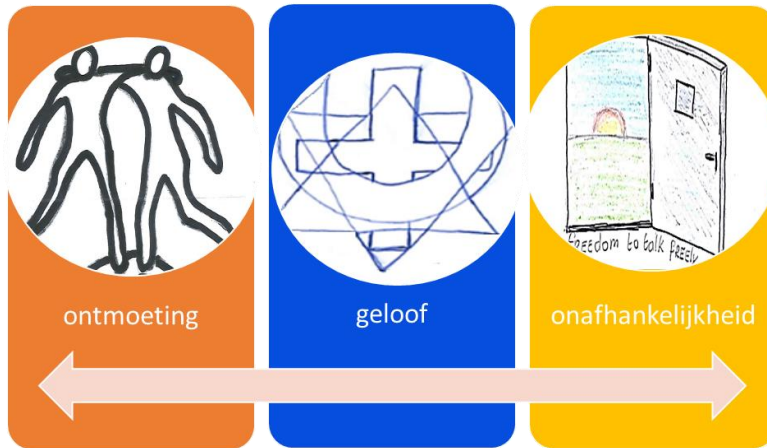 freedom to talk freely
ontmoeting
geloof
onafhankelijkheid